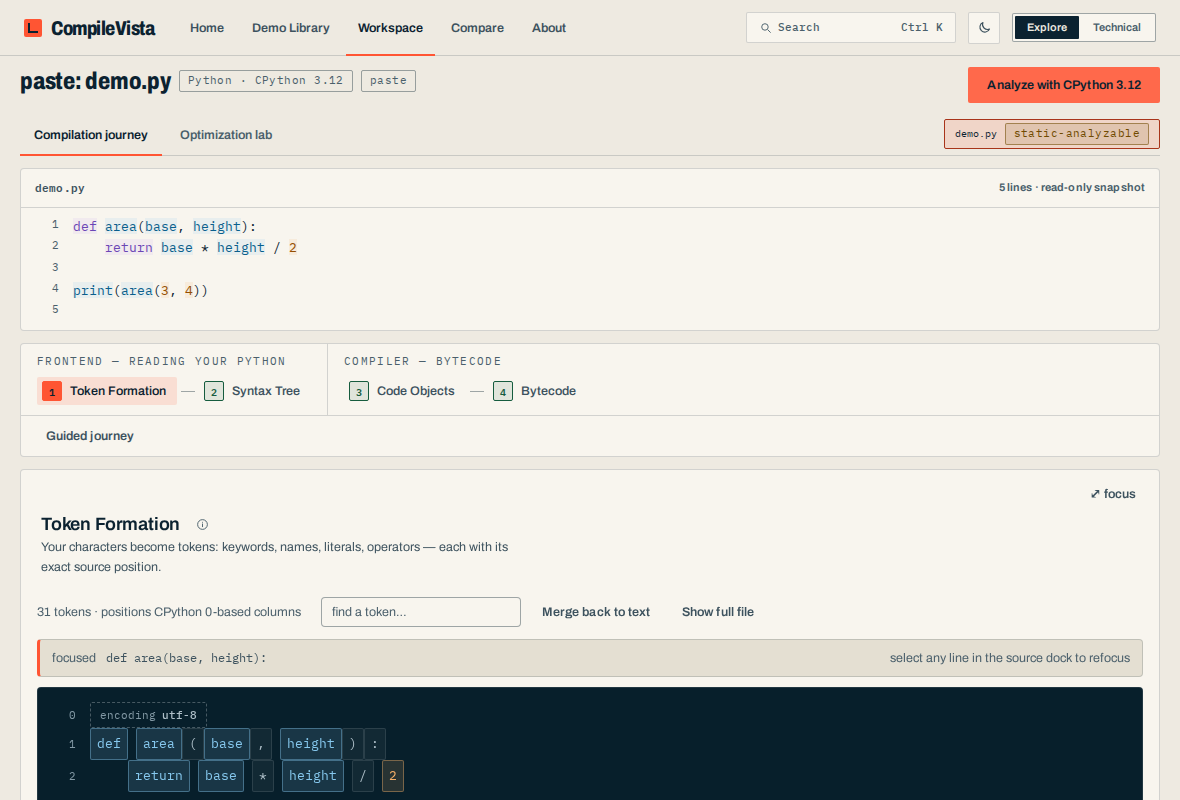 CompileVista Home Demo Library Workspace Compare About Search Ctrl K Explore Technical
paste: demo.py Python · CPython 3.12 paste Analyze with CPython 3.12
Compilation journey Optimization lab demo.py static-analyzable
demo.py 5 lines · read-only snapshot
1 def area(base, height):
2 return base * height / 2
3
4 print(area(3, 4))
5
FRONTEND — READING YOUR PYTHON COMPILER — BYTECODE
1 Token Formation — 2 Syntax Tree 3 Code Objects — 4 Bytecode
Guided journey
⤢ focus
Token Formation
Your characters become tokens: keywords, names, literals, operators — each with its
exact source position.
31 tokens · positions CPython 0-based columns find a token... Merge back to text Show full file
focused def area(base, height): select any line in the source dock to refocus
0 encoding utf-8
1 def area ( base , height ) :
2 return base * height / 2